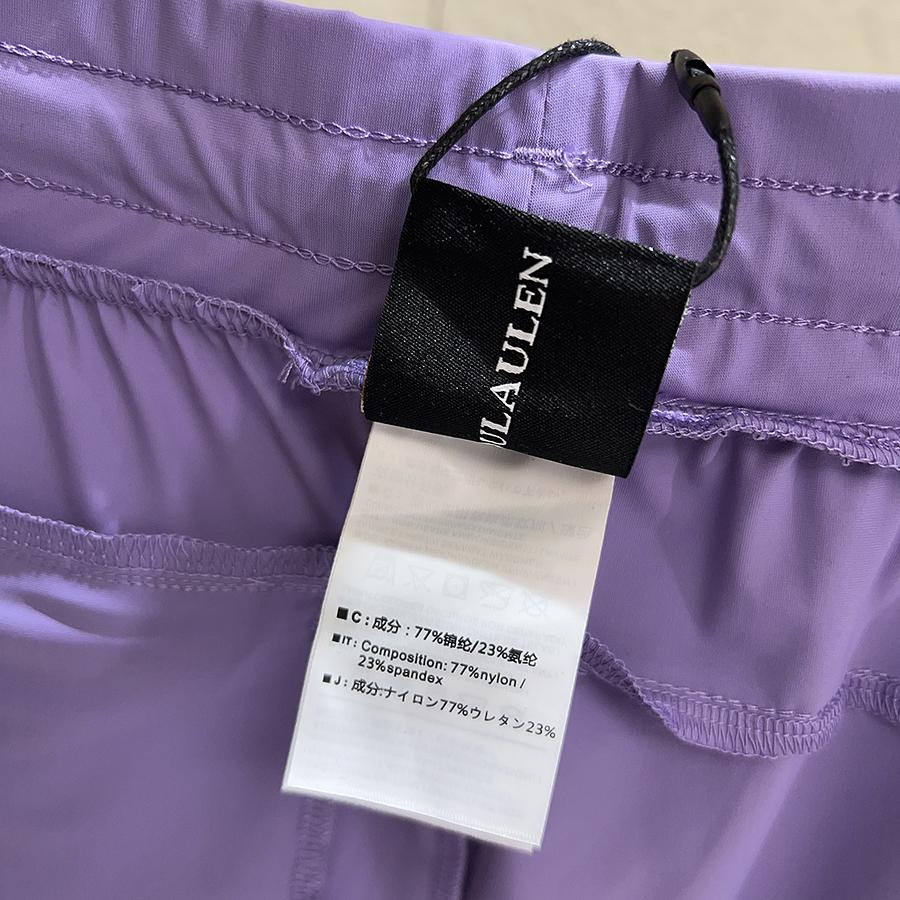 ULAULEN
■C：成分：77%锦纶/23%氨纶
■IT: Composition: 77%nylon /
23%spandex
■J：成分:ナイロン77%ウレタン23%